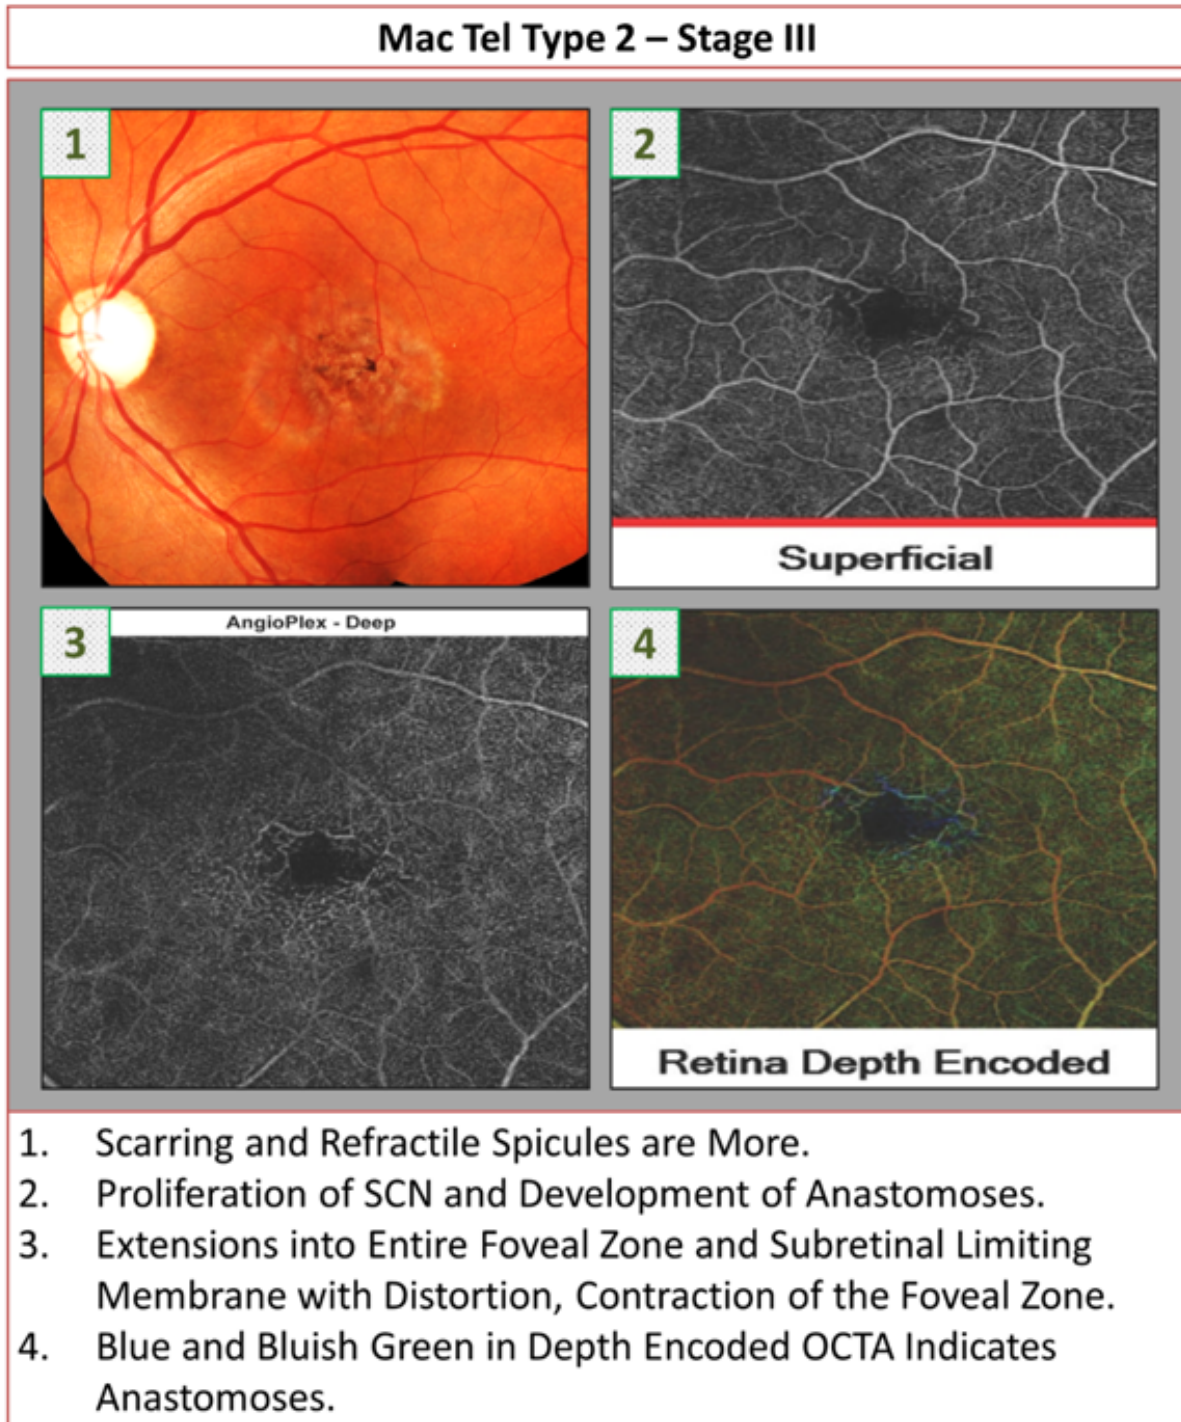 Mac Tel Type 2 – Stage III
1
2
Superficial
3
AngioPlex - Deep
4
Retina Depth Encoded
1. Scarring and Refractile Spicules are More.
2. Proliferation of SCN and Development of Anastomoses.
3. Extensions into Entire Foveal Zone and Subretinal Limiting
Membrane with Distortion, Contraction of the Foveal Zone.
4. Blue and Bluish Green in Depth Encoded OCTA Indicates
Anastomoses.